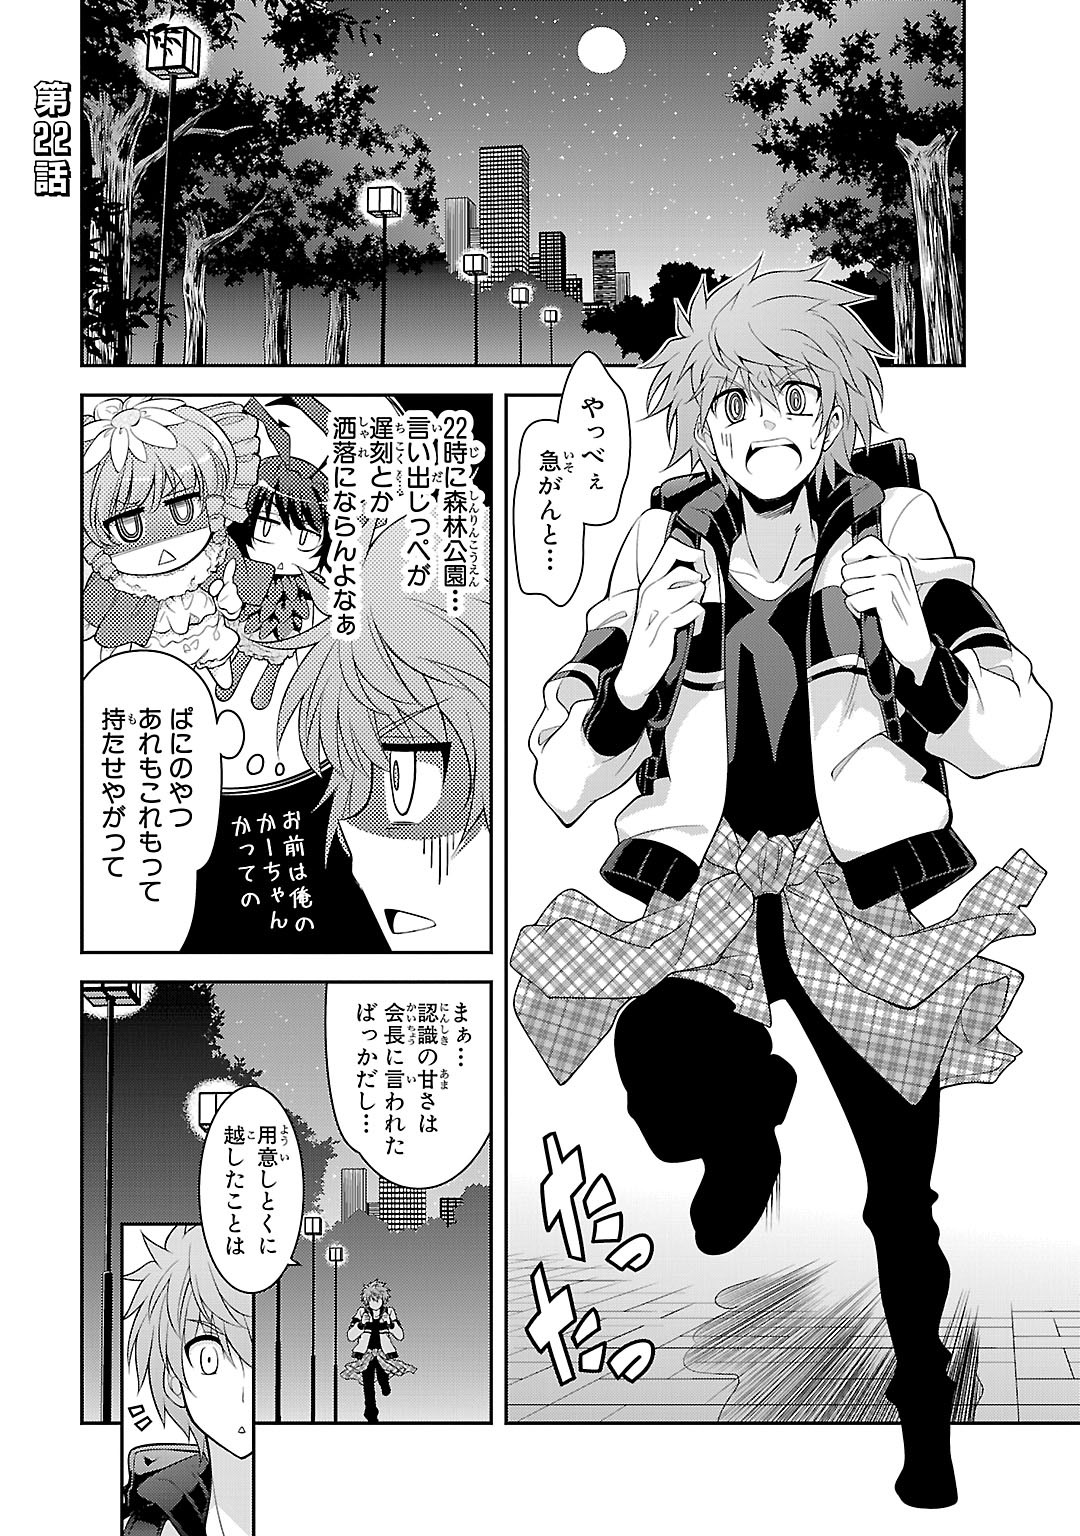 第22話
やっべぇ
急がんと…
22時に森林公園…
言い出しっぺが
遅刻とか
洒落にならんよなぁ
ぱにのやつ
あれもこれもって
持たせやがって
お前は俺の
かーちゃん
かっての
たっ
たっ
まぁ…
認識の甘さは
会長に言われた
ばっかだし…
用意しとくに
越したことは